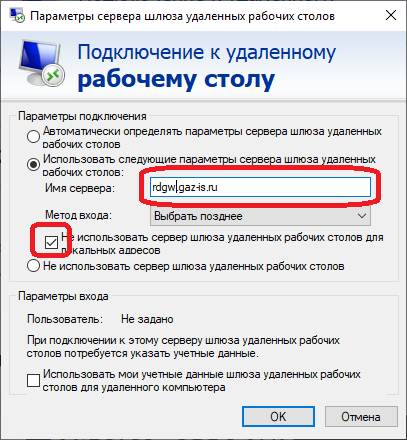 Параметры сервера шлюза удаленных рабочих столов
Подключение к удаленному
рабочему столу
Параметры подключения
Автоматически определять параметры сервера шлюза удаленных
рабочих столов
Использовать следующие параметры сервера шлюза удаленных
рабочих столов:
Имя сервера: rdgw.gaz-is.ru
Метод входа: Выбрать позднее
Не использовать сервер шлюза удаленных рабочих столов для
локальных адресов
Не использовать сервер шлюза удаленных рабочих столов
Параметры входа
Пользователь: Не задано
При подключении к этому серверу шлюза удаленных рабочих
столов потребуется указать учетные данные.
Использовать мои учетные данные шлюза удаленных рабочих
столов для удаленного компьютера
OK Отмена